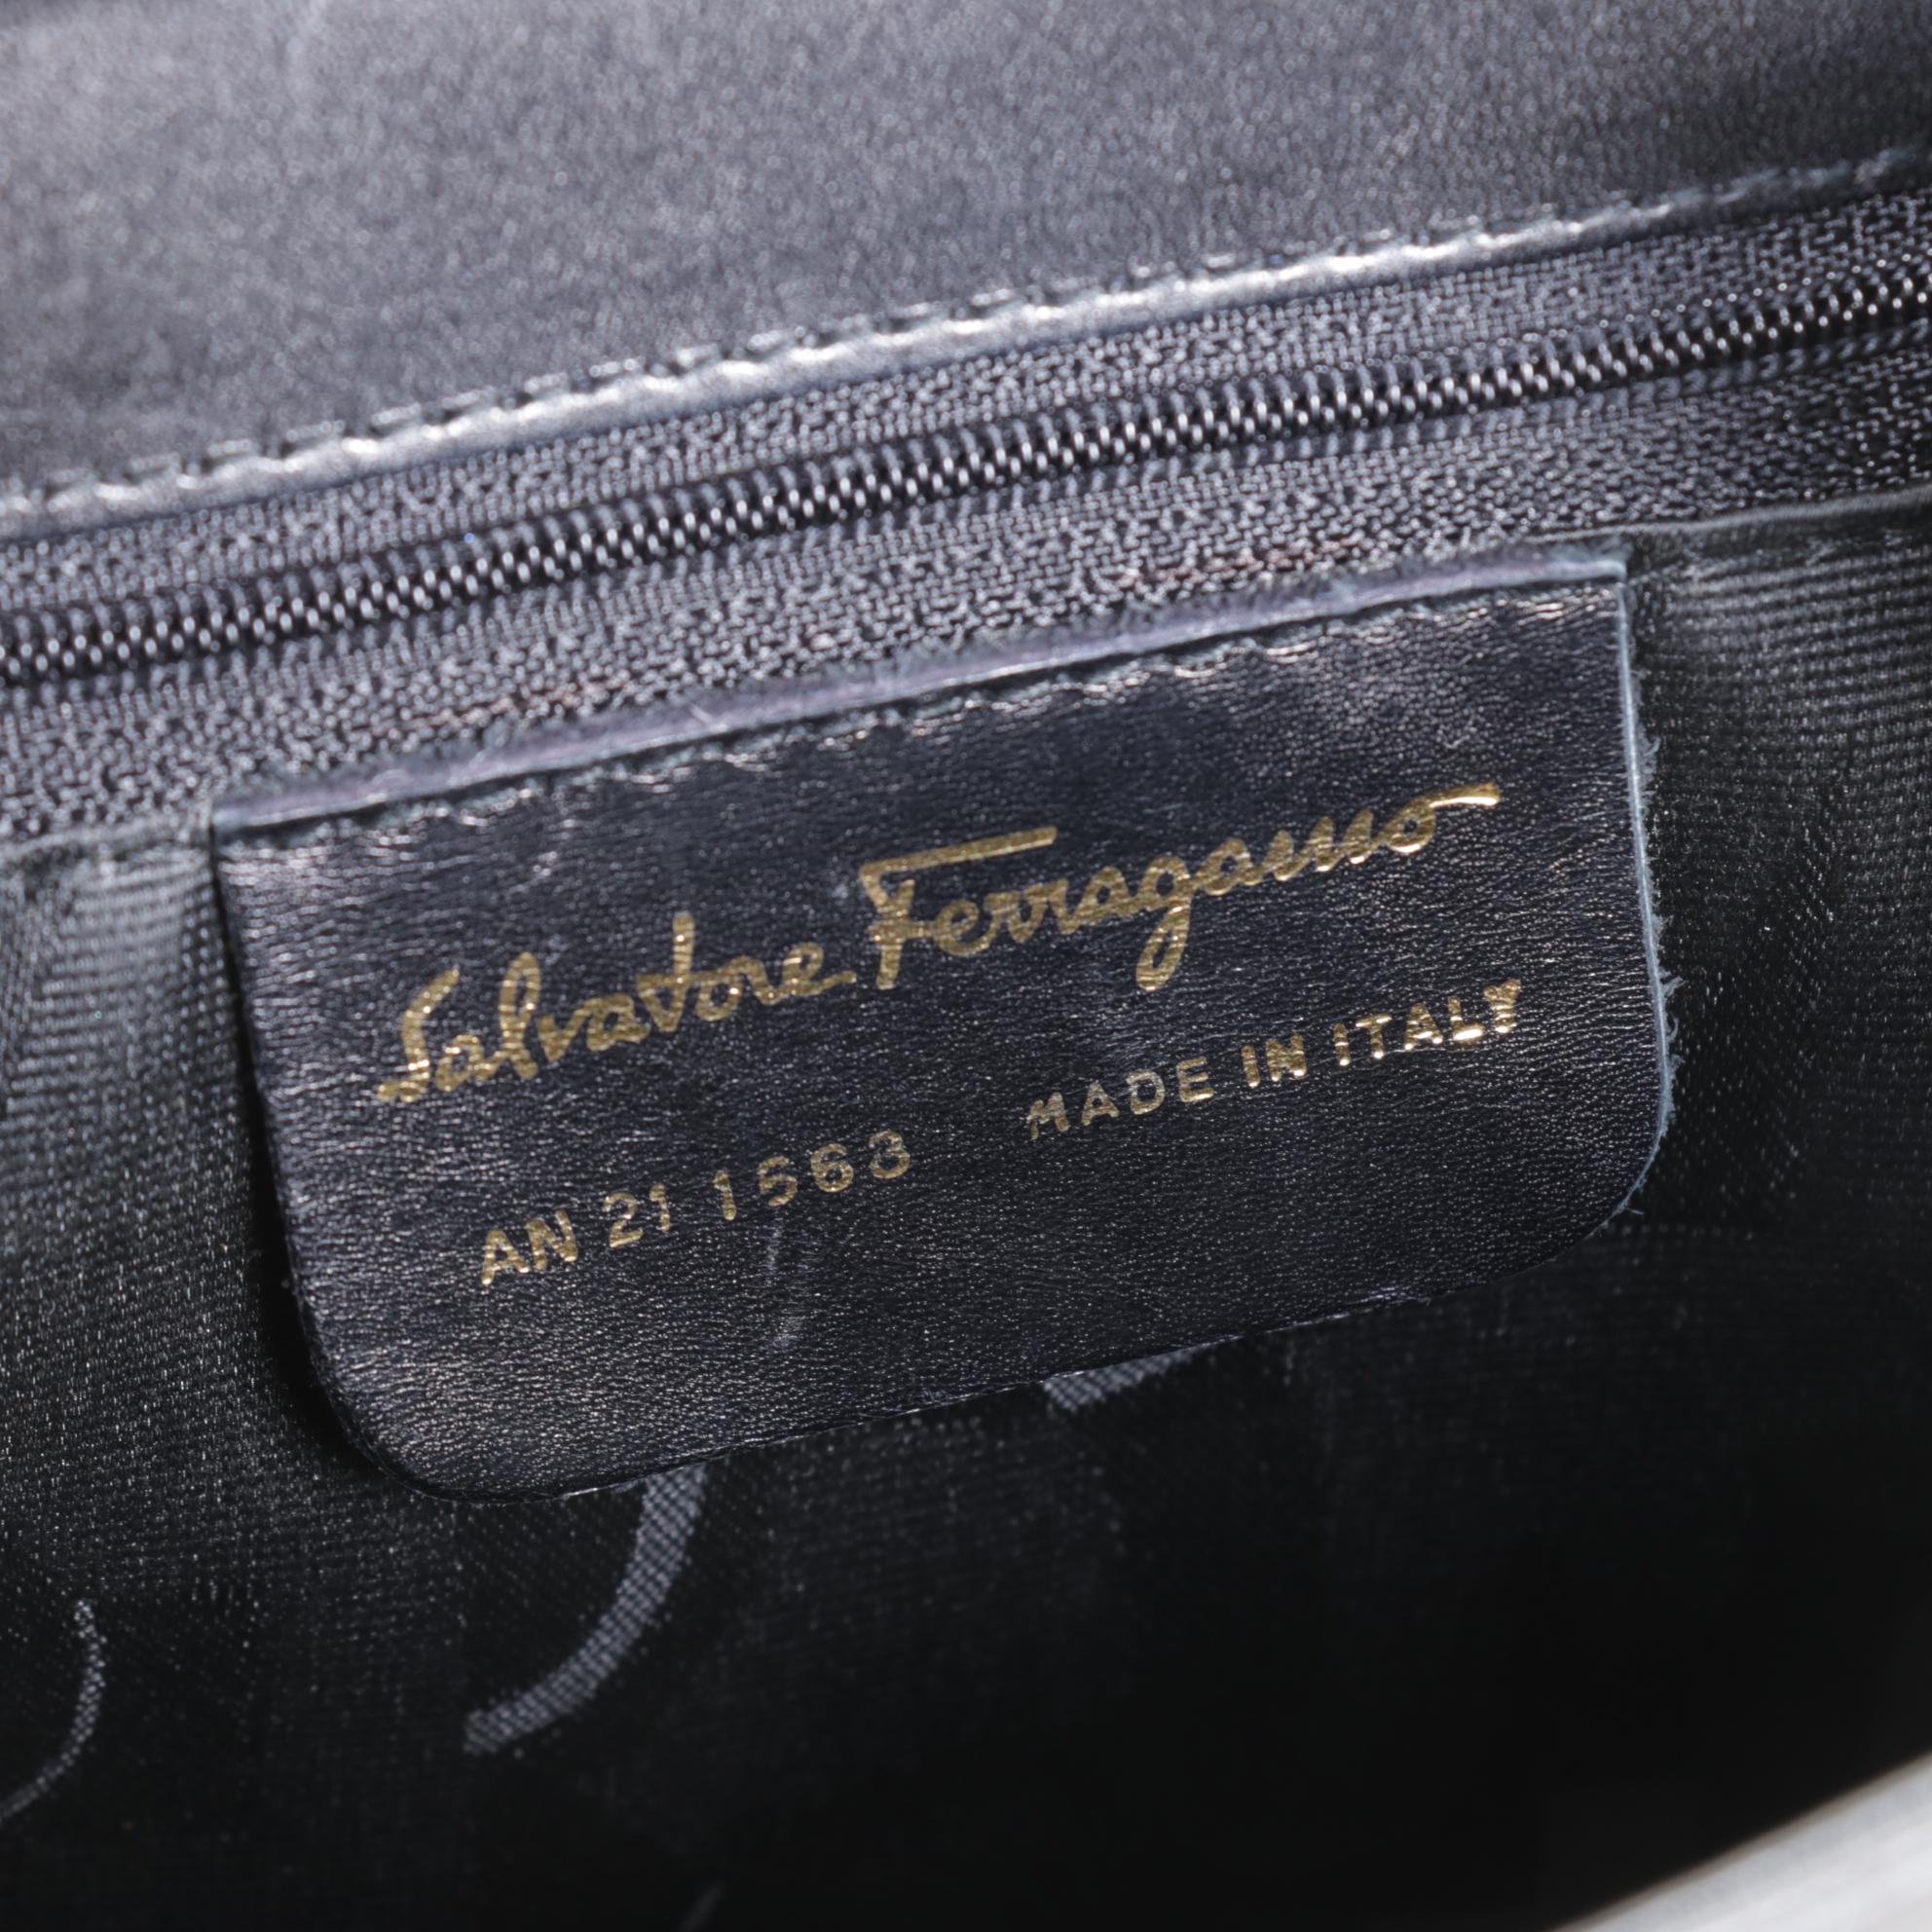 Salvatore Ferragamo
AN 21 1563 MADE IN ITALY